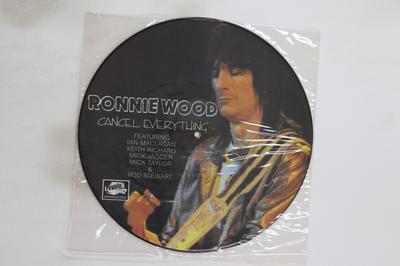 RONNIE WOOD
CANCEL EVERYTHING
FEATURING
IAN MACLAGAN
KEITH RICHARD
MICK JAGGER
MICK TAYLOR
&
ROD STEWART